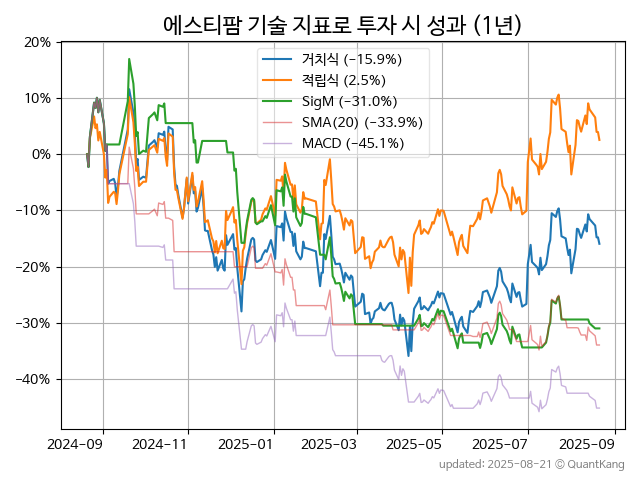 에스티팜 기술 지표로 투자 시 성과 (1년)
거치식 (−15.9%)
적립식 (2.5%)
SigM (−31.0%)
SMA(20) (−33.9%)
MACD (−45.1%)
20%
10%
0%
−10%
−20%
−30%
−40%
2024-09 2024-11 2025-01 2025-03 2025-05 2025-07 2025-09
updated: 2025-08-21 © QuantKang